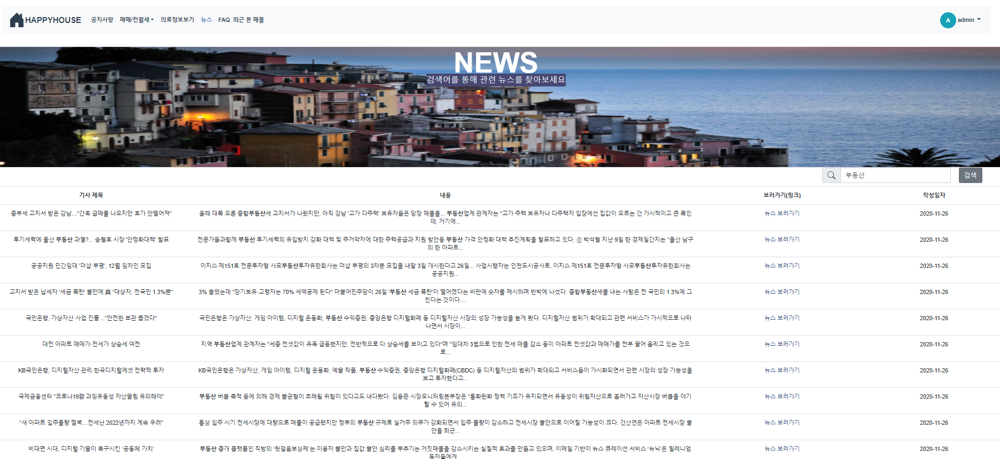 HAPPYHOUSE 공지사항 매매/전월세 의료정보보기 뉴스 FAQ 최근 본 매물 A admin
NEWS
검색어를 통해 관련 뉴스를 찾아보세요
부동산 검색
기사 제목 내용 보러가기(링크) 작성일자
종부세 고지서 받은 강남…"간혹 급매물 나오지만 호가 안떨어져" 올해 대폭 오른 종합부동산세 고지서가 나왔지만, 아직 강남 '고가 다주택' 보유자들은 당장 매물을... 부동산업계 관계자는 "고가 주택 보유자나 다주택자 입장에선 집값이 오르는 건 가시적이고 큰 폭인 뉴스 보러가기 2020-11-26
데, 거기에...
투기세력에 울산 부동산 과열?... 송철호 시장 '안정화대책' 발표 전문가들과함께 부동산 투기세력의 유입방지 강화 대책 및 주거약자에 대한 주택공급과 지원 방안등 부동산 가격 안정화 대책 추진계획을 발표하고 있다. ⓒ 박석철 지난 9일 한 경제일간지는 "울산 남구 뉴스 보러가기 2020-11-26
의 한 아파트...
공공지원 민간임대 '더샵 부평', 12월 임차인 모집 이지스 제151호 전문투자형 사모부동산투자유한회사는 더샵 부평의 3차분 모집을 내달 3일 개시한다고 26일... 사업시행자는 인천도시공사로, 이지스 제151호 전문투자형 사모부동산투자유한회사는 뉴스 보러가기 2020-11-26
공공지원...
고지서 받은 납세자 '세금 폭탄' 불만에 與 "대상자, 전국민 1.3%뿐" 3% 늘었는데 "장기보유·고령자는 70% 세액공제 된다" 더불어민주당이 26일 '부동산 세금 폭탄'이 떨어졌다는 비판에 숫자를 제시하며 반박에 나섰다. 종합부동산세를 내는 사람은 전 국민의 1.3%에 그 뉴스 보러가기 2020-11-26
친다는 것이다....
국민은행, 가상자산 사업 진출…"안전한 보관 돕겠다" 국민은행은 가상자산, 게임 아이템, 디지털 운동화, 부동산 수익증권, 중앙은행 디지털화폐 등 디지털자산 시장의 성장 가능성을 높게 봤다. 디지털자산 범위가 확대되고 관련 서비스가 가시적으로 나타 뉴스 보러가기 2020-11-26
나면서 시장이...
대전 아파트 매매가·전세가 상승세 여전 지역 부동산업계 관계자는 "세종 전셋값이 유독 급등했지만, 전반적으로 다 상승세를 보이고 있다"며 "임대차 3법으로 인한 전세 매물 감소 등이 아파트 전셋값과 매매가를 전부 끌어 올리고 있는 것으 뉴스 보러가기 2020-11-26
로...
KB국민은행, 디지털자산 관리 한국디지털에셋 전략적 투자 KB국민은행은 가상자산, 게임 아이템, 디지털 운동화, 예술 작품, 부동산 수익증권, 중앙은행 디지털화폐(CBDC) 등 디지털자산의 범위가 확대되고 서비스들이 가시화되면서 관련 시장의 성장 가능성을 뉴스 보러가기 2020-11-26
보고 투자했다고...
국제금융센터 "코로나19發 과잉유동성 자산쏠림 유의해야" 부동산 버블 축적 등에 의해 경제 불균형이 초래될 위험이 있다고도 내다봤다. 김용준 시장모니터링본부장은 "통화완화 정책 기조가 유지되면서 유동성이 위험자산으로 흘러가고 자산시장 버블을 야기 뉴스 보러가기 2020-11-26
할 수 있어 유의...
"새 아파트 입주물량 절벽…전세난 2022년까지 계속 우려" 통상 입주 시기 전세시장에 대량으로 매물이 공급됐지만 정부의 부동산 규제로 실거주 의무가 강화되면서 입주 물량이 감소하고 전세시장 불안으로 이어질 가능성이 크다. 건산연은 아파트 전세시장 불 뉴스 보러가기 2020-11-26
안을 최근...
비대면 시대, 디지털 기술이 복구시킨 ‘공동체 가치’ 부동산 중개 플랫폼인 직방의 ‘헛걸음보상제’는 이용자 불만과 집값 불안 심리를 부추기는 거짓매물을 감소시키는 실질적 효과를 만들고 있으며, 이메일 기반이 뉴스 큐레이션 서비스 ‘뉴닉’은 밀레니엄 뉴스 보러가기 2020-11-26
독자들에게